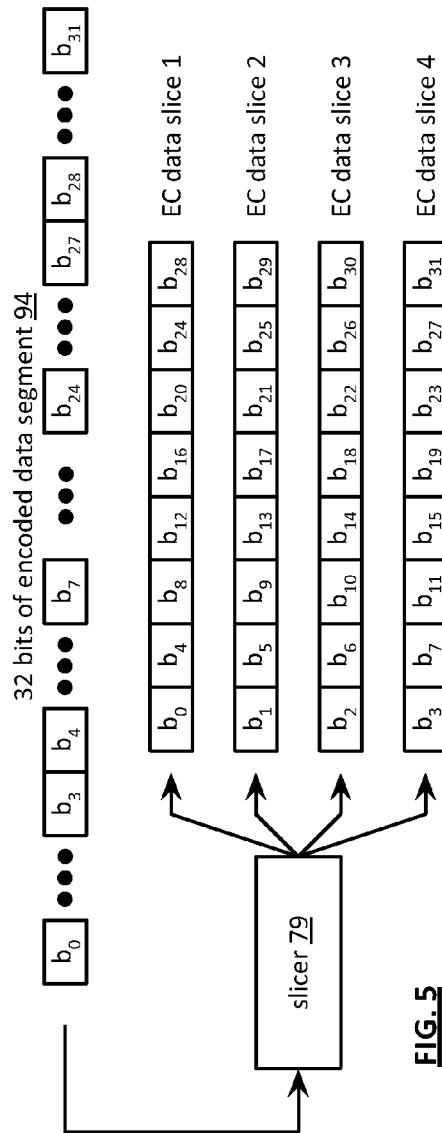 32 bits of encoded data segment 94
b0 ●●● b3 b4 ●●● b7 ●●● b24 ●●● b27 b28 ●●● b31
b0 b4 b8 b12 b16 b20 b24 b28 EC data slice 1
b1 b5 b9 b13 b17 b21 b25 b29 EC data slice 2
b2 b6 b10 b14 b18 b22 b26 b30 EC data slice 3
b3 b7 b11 b15 b19 b23 b27 b31 EC data slice 4
slicer 79
FIG. 5